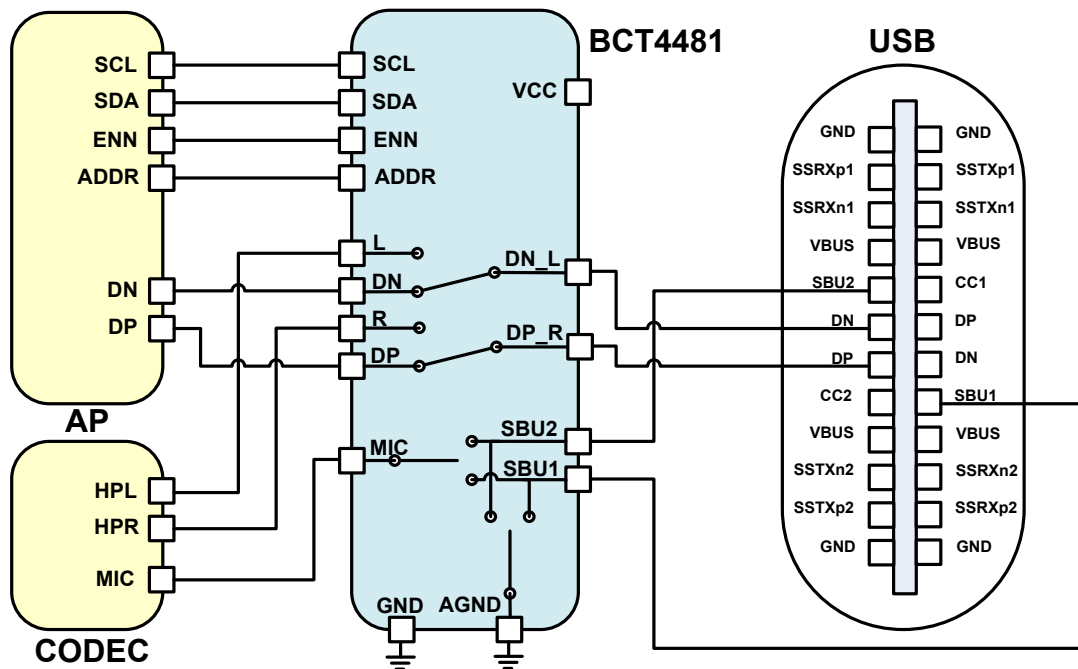 BCT4481
USB
SCL
SDA
ENN
ADDR
DN
DP
AP
HPL
HPR
MIC
CODEC
SCL
SDA
ENN
ADDR
L
DN
R
DP
MIC
VCC
DN_L
DP_R
SBU2
SBU1
GND
AGND
GND
SSRXp1
SSRXn1
VBUS
SBU2
DN
DP
CC2
VBUS
SSTXn2
SSTXp2
GND
GND
SSTXp1
SSTXn1
VBUS
CC1
DP
DN
SBU1
VBUS
SSRXn2
SSRXp2
GND